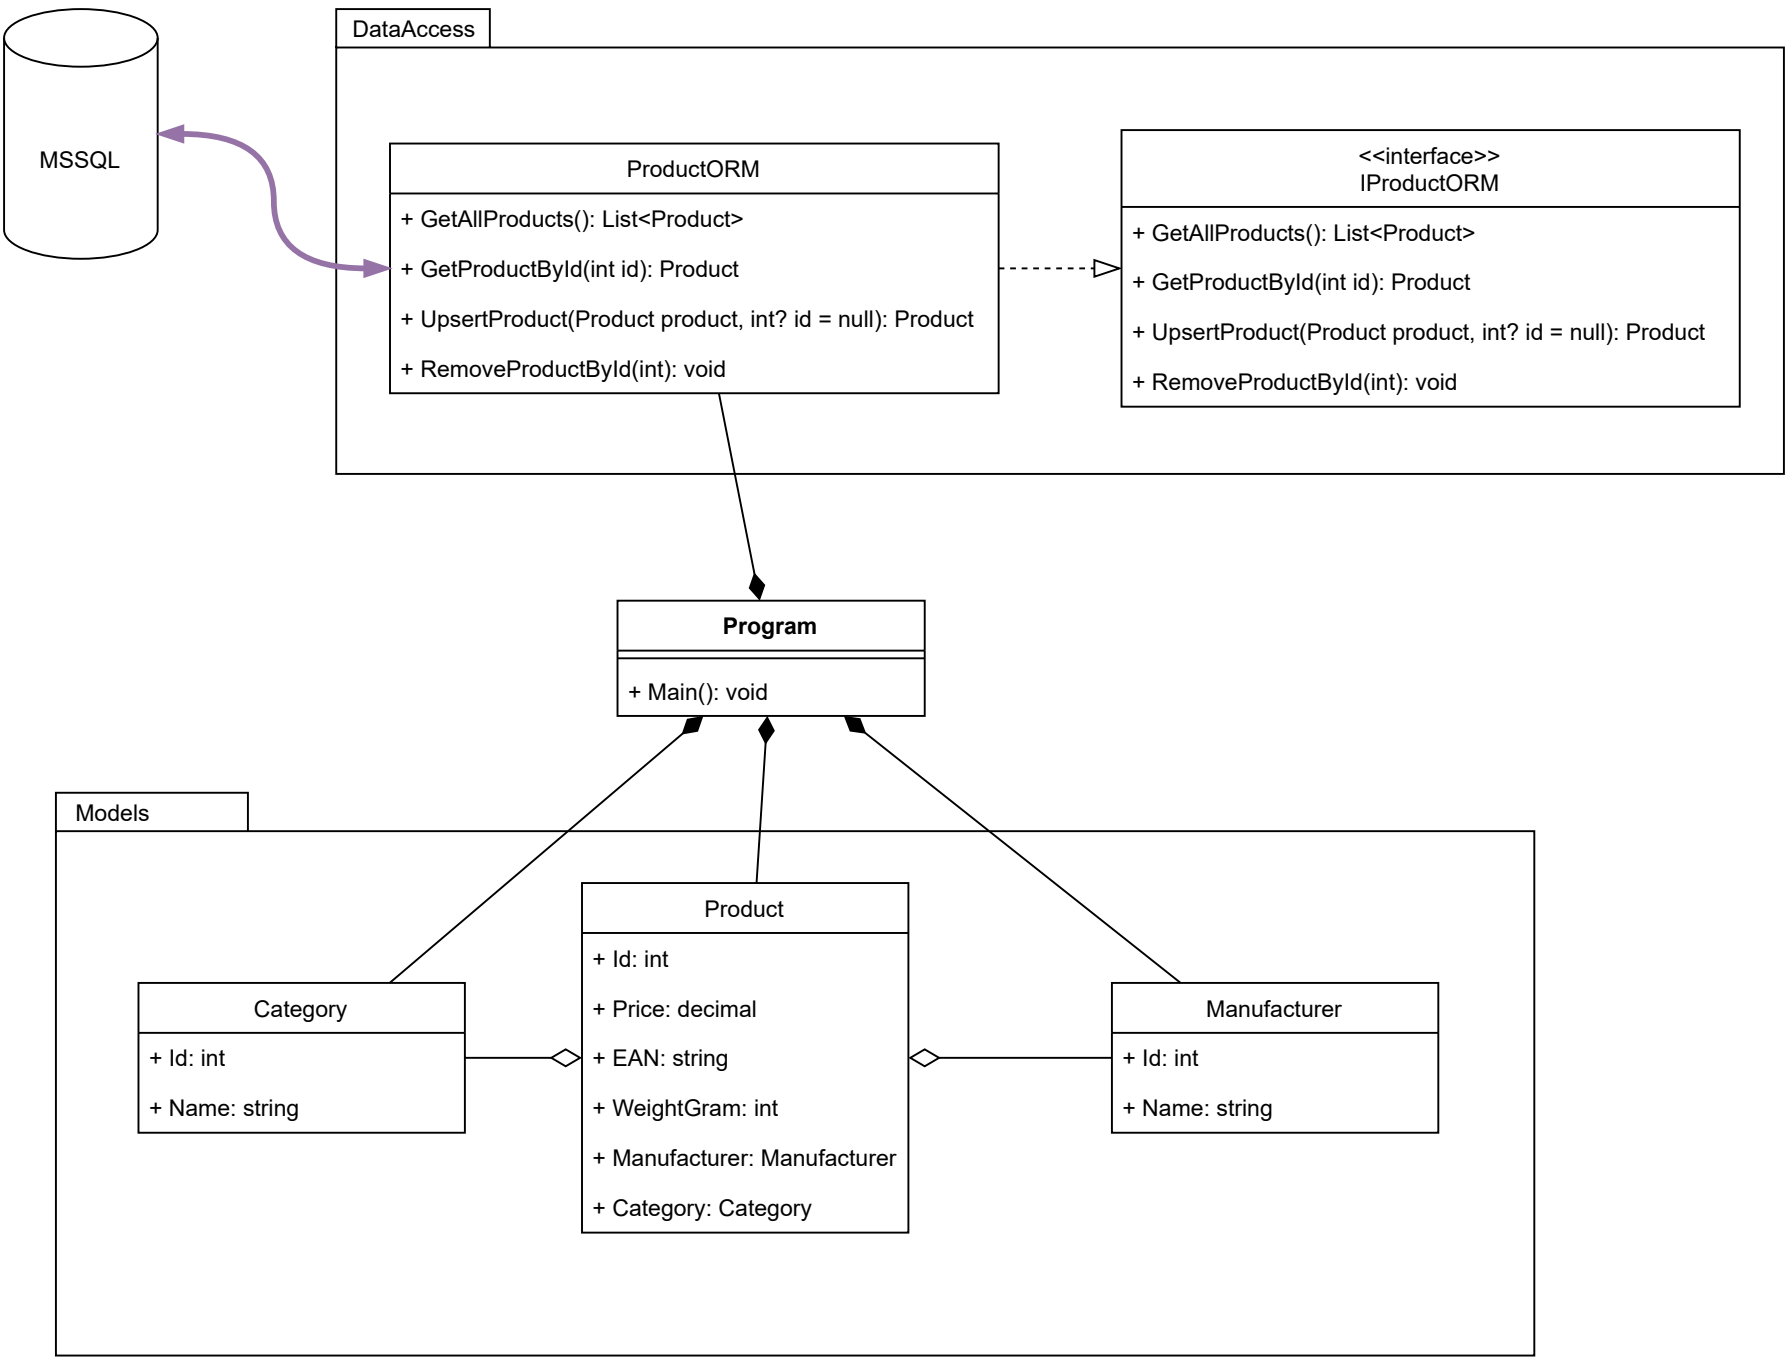 DataAccess
MSSQL
ProductORM
+ GetAllProducts(): List<Product>
+ GetProductById(int id): Product
+ UpsertProduct(Product product, int? id = null): Product
+ RemoveProductById(int): void
<<interface>>
IProductORM
+ GetAllProducts(): List<Product>
+ GetProductById(int id): Product
+ UpsertProduct(Product product, int? id = null): Product
+ RemoveProductById(int): void
Program
+ Main(): void
Models
Category
+ Id: int
+ Name: string
Product
+ Id: int
+ Price: decimal
+ EAN: string
+ WeightGram: int
+ Manufacturer: Manufacturer
+ Category: Category
Manufacturer
+ Id: int
+ Name: string